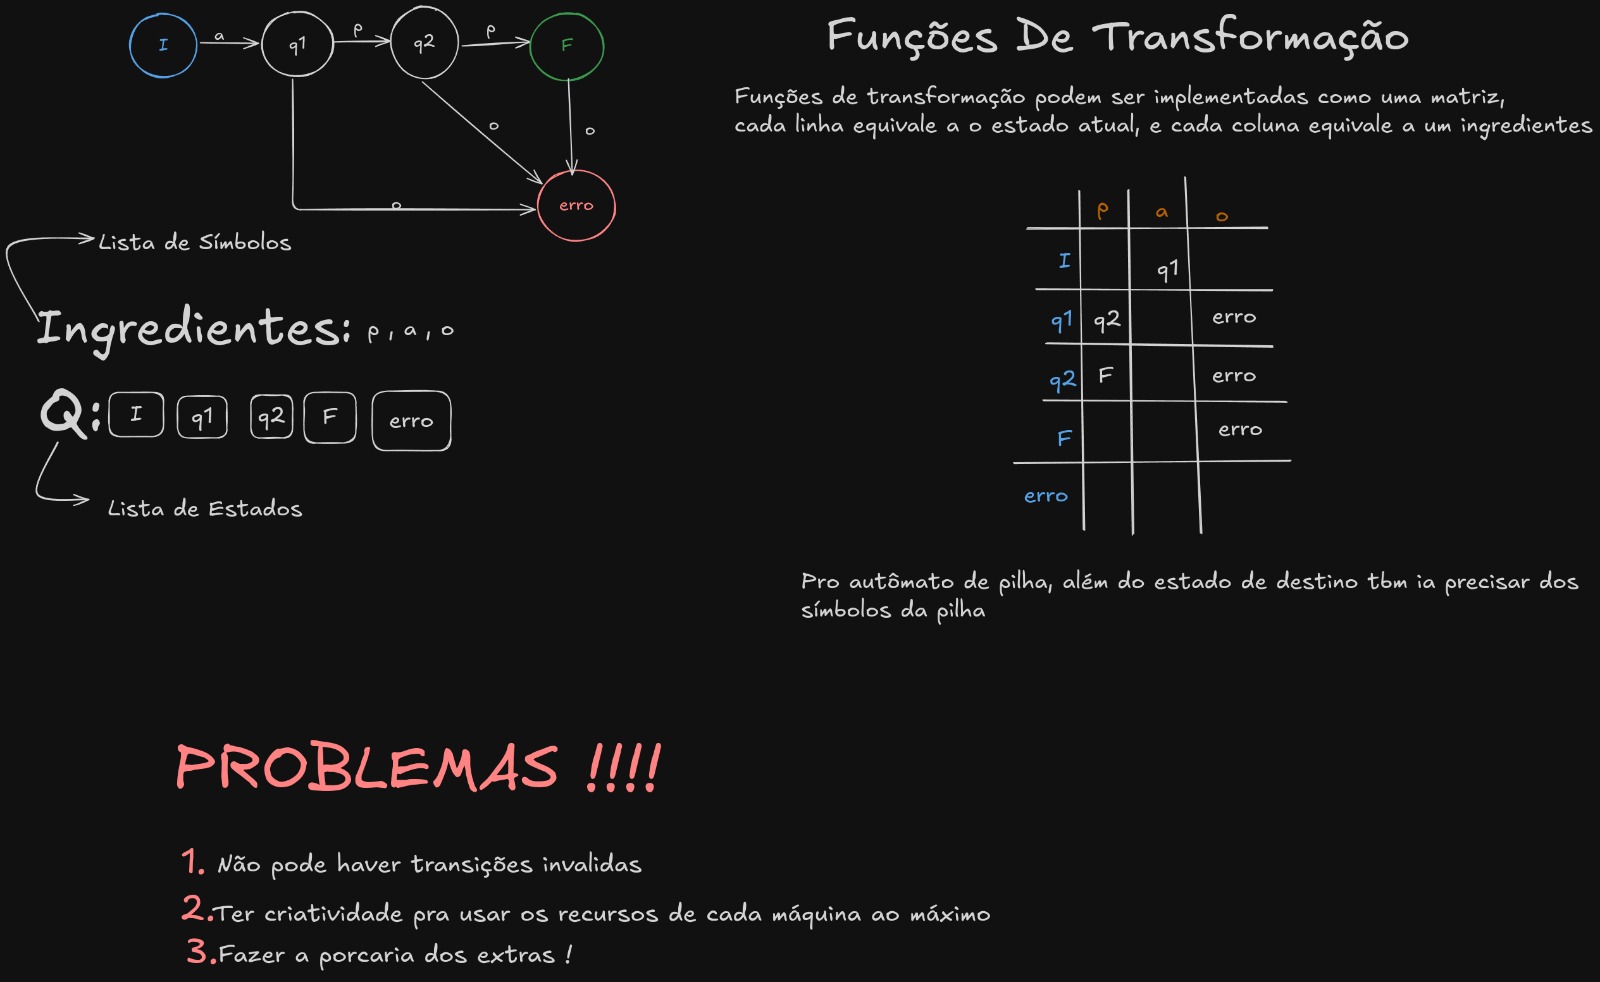 I
a
q1
p
q2
p
F
o
o
erro
o
Lista de Símbolos
Ingredientes: p , a , o
Q: I q1 q2 F erro
Lista de Estados
Funções De Transformação
Funções de transformação podem ser implementadas como uma matriz,
cada linha equivale a o estado atual, e cada coluna equivale a um ingredientes
p a o
I q1
q1 q2 erro
q2 F erro
F erro
erro
Pro autômato de pilha, além do estado de destino tbm ia precisar dos
símbolos da pilha
PROBLEMAS !!!!
1. Não pode haver transições invalidas
2.Ter criatividade pra usar os recursos de cada máquina ao máximo
3.Fazer a porcaria dos extras !